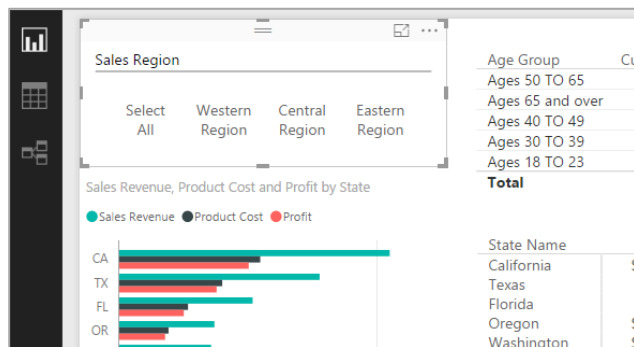 Sales Region
Select All
Western Region
Central Region
Eastern Region
Sales Revenue, Product Cost and Profit by State
Sales Revenue Product Cost Profit
CA
TX
FL
OR
Age Group
Ages 50 TO 65
Ages 65 and over
Ages 40 TO 49
Ages 30 TO 39
Ages 18 TO 23
Total
State Name
California
Texas
Florida
Oregon
Washington